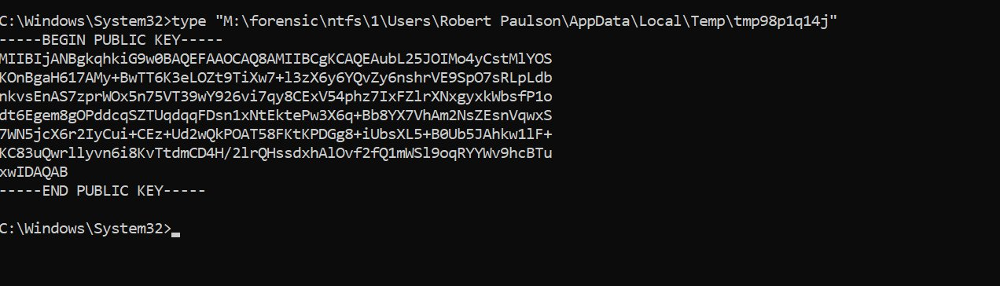 C:\Windows\System32>type "M:\forensic\ntfs\1\Users\Robert Paulson\AppData\Local\Temp\tmp98p1q14j"
-----BEGIN PUBLIC KEY-----
MIIBIjANBgkqhkiG9w0BAQEFAAOCAQ8AMIIBCgKCAQEAubL25JOIMo4yCstMlYOS
KOnBgaH617AMy+BwTT6K3eLOZt9TiXw7+l3zX6y6YQvZy6nshrVE9SpO7sRLpLdb
nkvsEnAS7zprWOx5n75VT39wY926vi7qy8CExV54phz7IxFZlrXNxgyxkWbsfP1o
dt6Egem8gOPddcqSZTUqdqqFDsn1xNtEktePw3X6q+Bb8YX7VhAm2NsZEsnVqwxS
7WN5jcX6r2IyCui+CEz+Ud2wQkPOAT58FKtKPDGg8+iUbsXL5+B0Ub5JAhkw1lF+
KC83uQwrllyvn6i8KvTtdmCD4H/2lrQHssdxhAlOvf2fQ1mWSl9oqRYYWv9hcBTu
xwIDAQAB
-----END PUBLIC KEY-----
C:\Windows\System32>